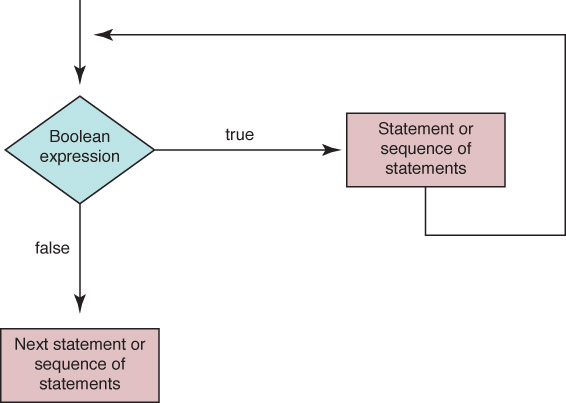 Boolean
expression
true
Statement or
sequence of
statements
false
Next statement or
sequence of
statements